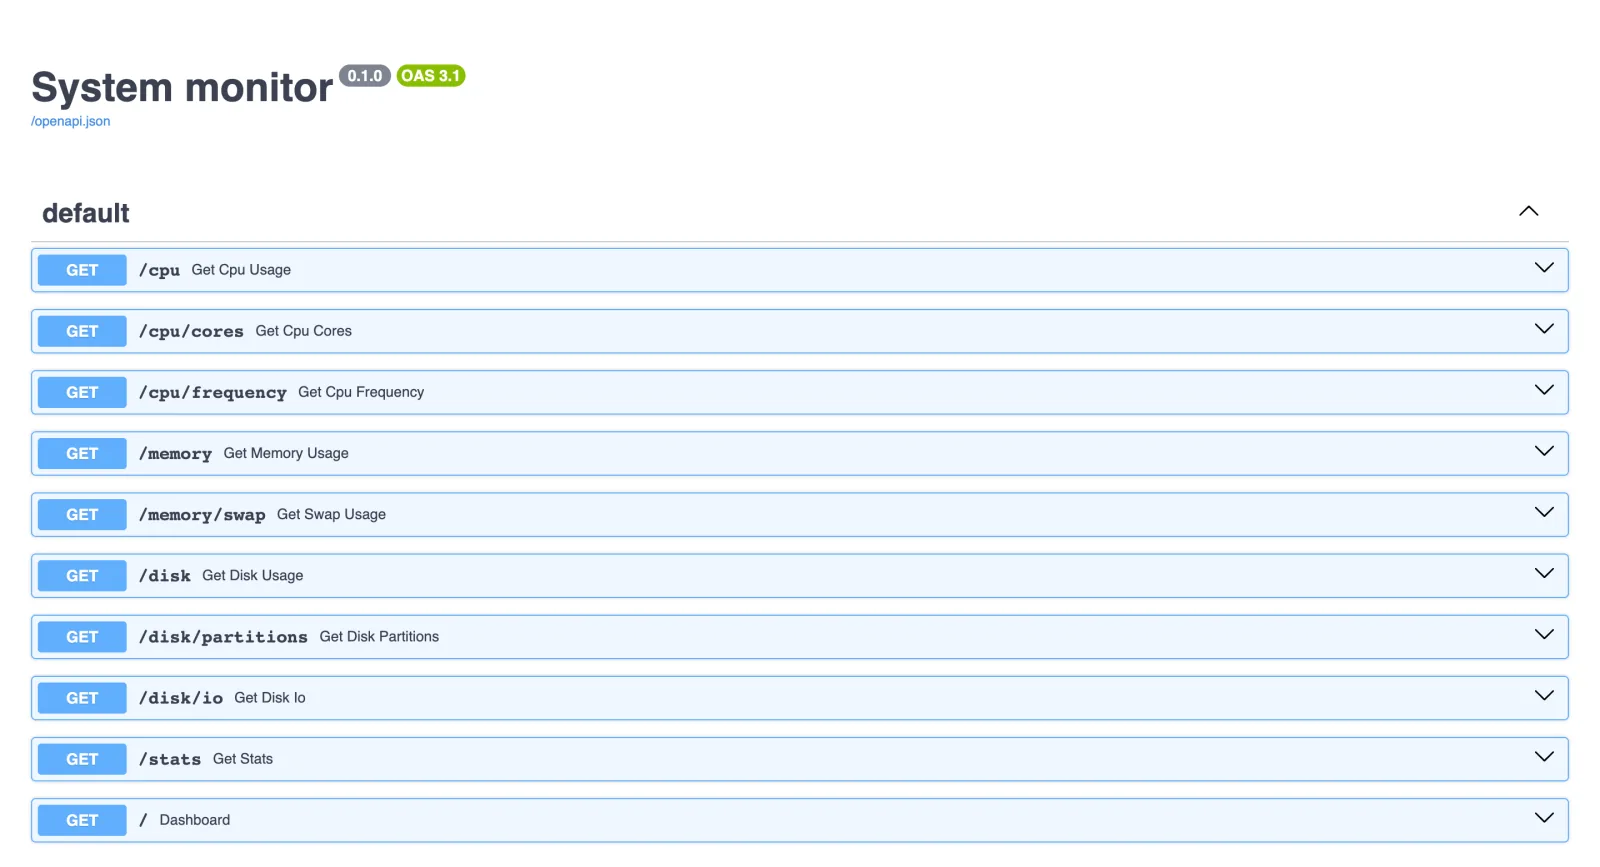 System monitor 0.1.0 OAS 3.1
/openapi.json
default
GET /cpu Get Cpu Usage
GET /cpu/cores Get Cpu Cores
GET /cpu/frequency Get Cpu Frequency
GET /memory Get Memory Usage
GET /memory/swap Get Swap Usage
GET /disk Get Disk Usage
GET /disk/partitions Get Disk Partitions
GET /disk/io Get Disk Io
GET /stats Get Stats
GET / Dashboard